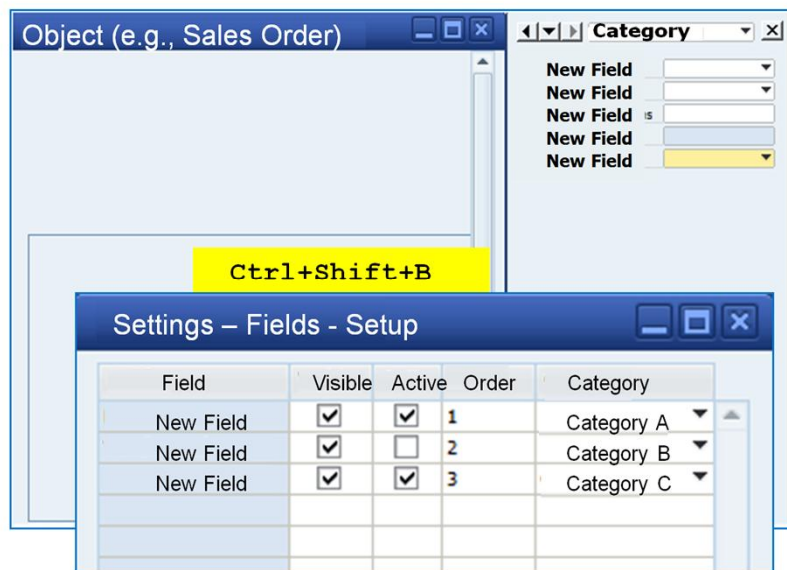 Object (e.g., Sales Order)
Category
New Field
New Field
New Field
New Field
New Field
Ctrl+Shift+B
Settings – Fields - Setup
Field Visible Active Order Category
New Field 1 Category A
New Field 2 Category B
New Field 3 Category C